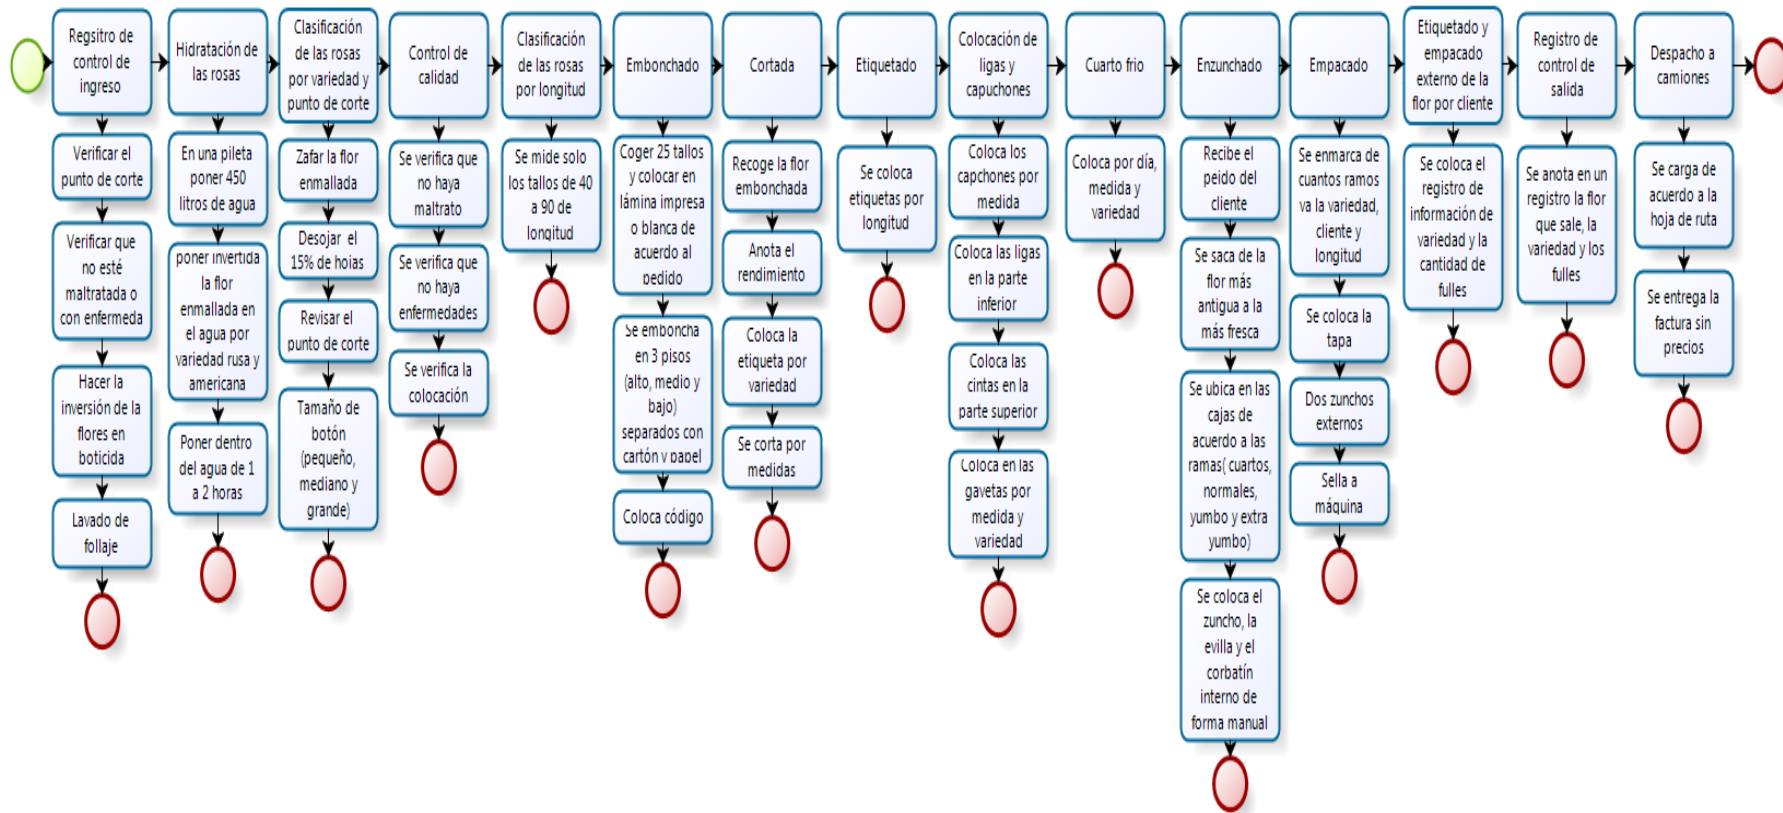 Regsitro de
control de
ingreso
Verificar el
punto de corte
Verificar que
no esté
maltratada o
con enfermeda
Hacer la
inversión de la
flores en
boticida
Lavado de
follaje
Hidratación de
las rosas
En una pileta
poner 450
litros de agua
poner invertida
la flor
enmallada en
el agua por
variedad rusa y
americana
Poner dentro
del agua de 1
a 2 horas
Clasificación
de las rosas
por variedad y
punto de corte
Zafar la flor
enmallada
Desojar el
15% de hojas
Revisar el
punto de corte
Tamaño de
botón
(pequeño,
mediano y
grande)
Control de
calidad
Se verifica que
no haya
maltrato
Se verifica que
no haya
enfermedades
Se verifica la
colocación
Clasificación
de las rosas
por longitud
Se mide solo
los tallos de 40
a 90 de
longitud
Embonchado
Coger 25 tallos
y colocar en
lámina impresa
o blanca de
acuerdo al
pedido
Se emboncha
en 3 pisos
(alto, medio y
bajo)
separados con
cartón y papel
Coloca código
Cortada
Recoge la flor
embonchada
Anota el
rendimiento
Coloca la
etiqueta por
variedad
Se corta por
medidas
Etiquetado
Se coloca
etiquetas por
longitud
Colocación de
ligas y
capuchones
Coloca los
capchones por
medida
Coloca las ligas
en la parte
inferior
Coloca las
cintas en la
parte superior
Coloca en las
gavetas por
medida y
variedad
Cuarto frio
Coloca por día,
medida y
variedad
Enzunchado
Recibe el
peido del
cliente
Se saca de la
flor más
antigua a la
más fresca
Se ubica en las
cajas de
acuerdo a las
ramas( cuartos,
normales,
yumbo y extra
yumbo)
Se coloca el
zuncho, la
evilla y el
corbatín
interno de
forma manual
Empacado
Se enmarca de
cuantos ramos
va la variedad,
cliente y
longitud
Se coloca la
tapa
Dos zunchos
externos
Sella a
máquina
Etiquetado y
empacado
externo de la
flor por cliente
Se coloca el
registro de
información de
variedad y la
cantidad de
fulles
Registro de
control de
salida
Se anota en un
registro la flor
que sale, la
variedad y los
fulles
Despacho a
camiones
Se carga de
acuerdo a la
hoja de ruta
Se entrega la
factura sin
precios